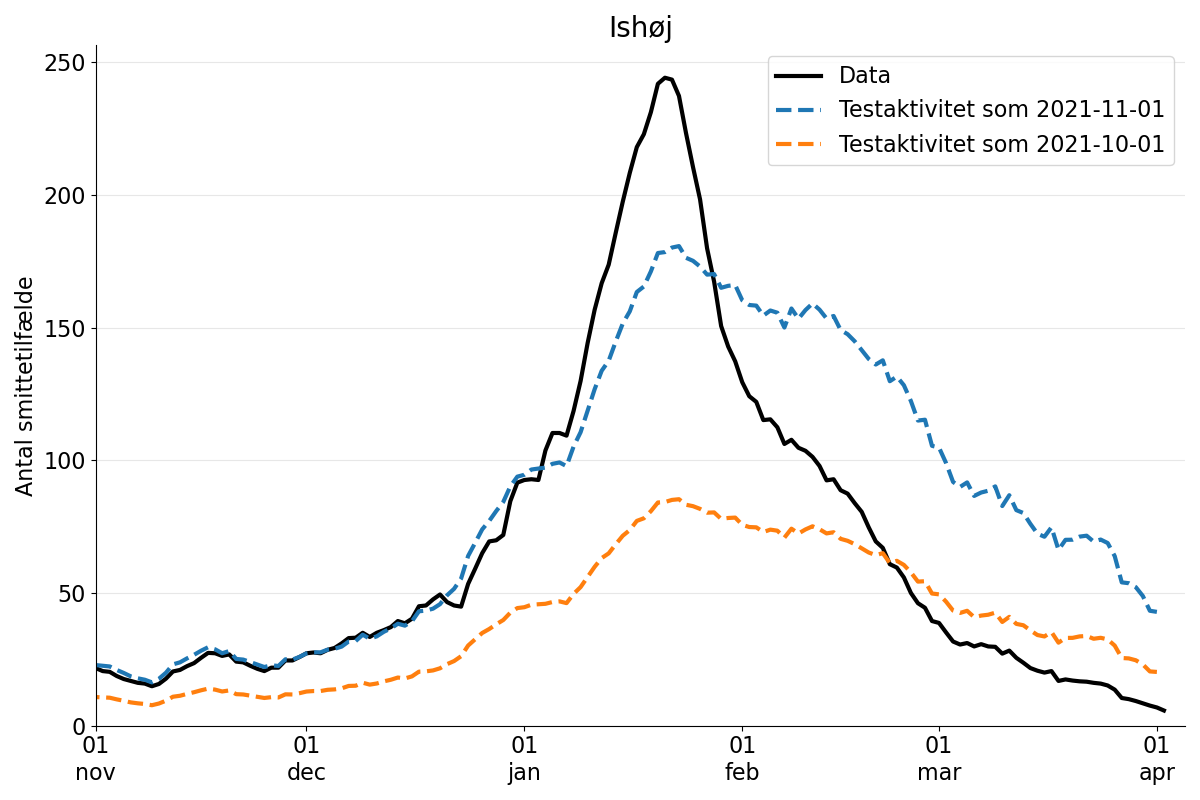 Ishøj
Antal smittetilfælde
250
200
150
100
50
0
Data
Testaktivitet som 2021-11-01
Testaktivitet som 2021-10-01
01 01 01 01 01 01
nov dec jan feb mar apr